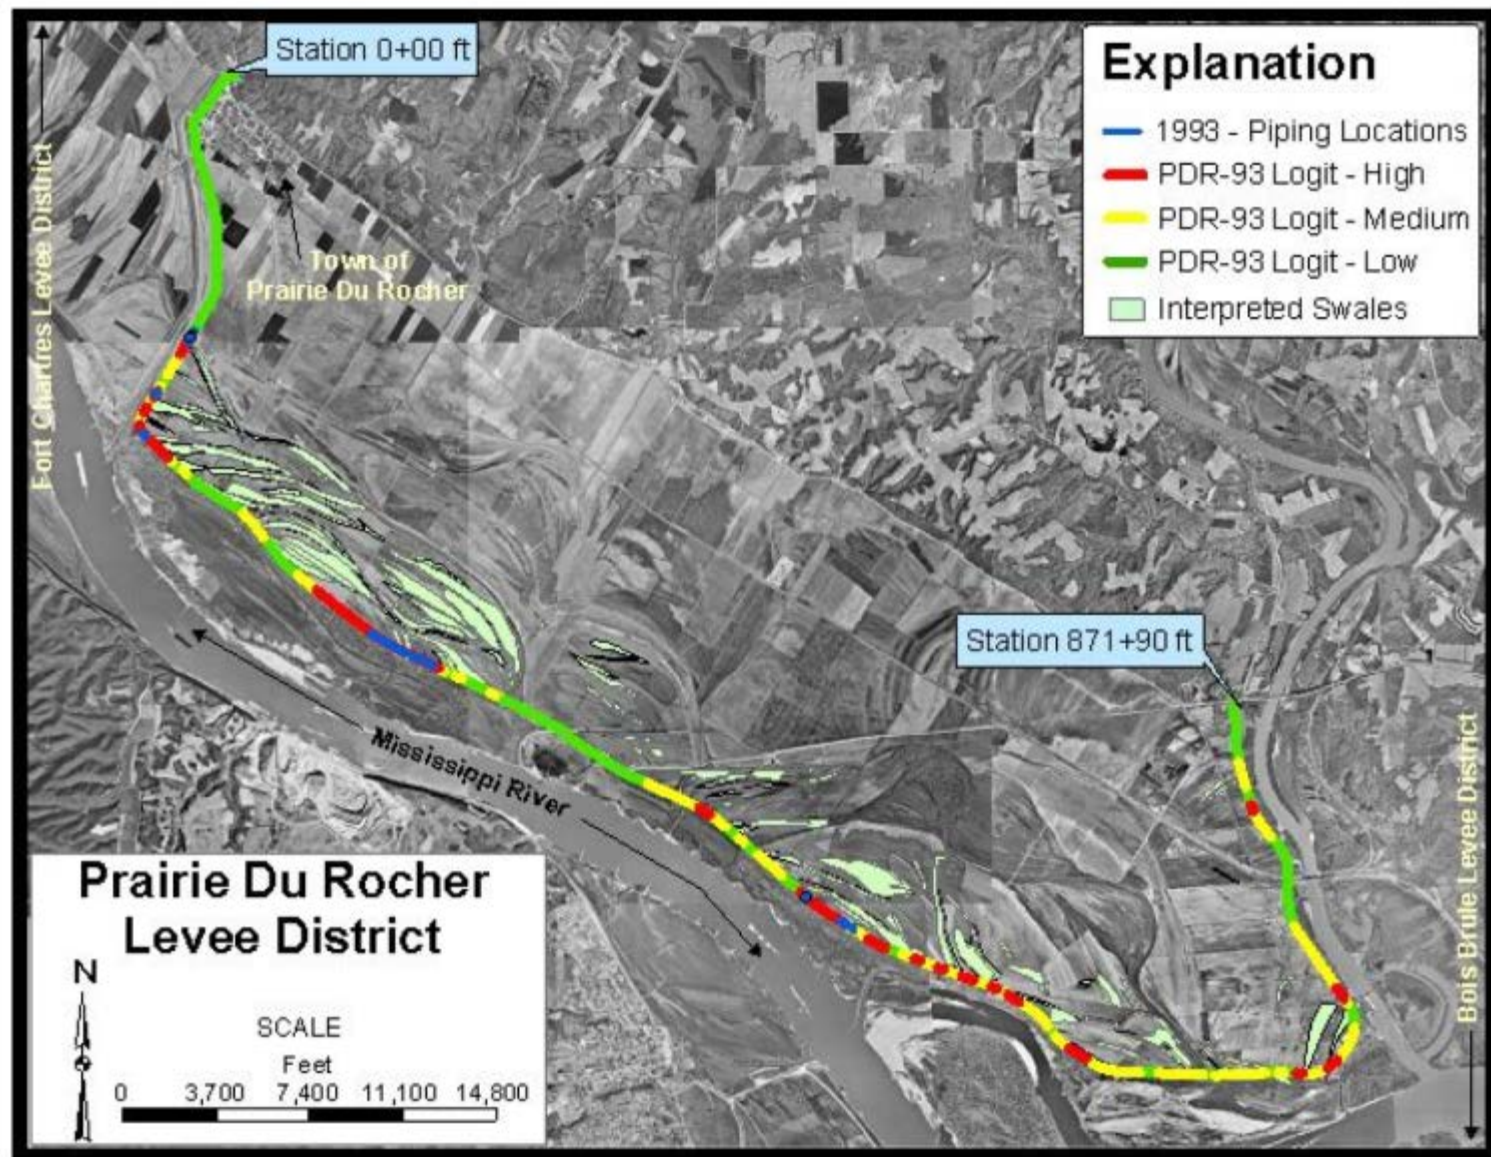 Station 0+00 ft
Explanation
1993 - Piping Locations
PDR-93 Logit - High
PDR-93 Logit - Medium
PDR-93 Logit - Low
Interpreted Swales
Fort Chartres Levee District
Town of
Prairie Du Rocher
Station 871+90 ft
Mississippi River
Bois Brule Levee District
Prairie Du Rocher
Levee District
N
SCALE
Feet
0 3,700 7,400 11,100 14,800